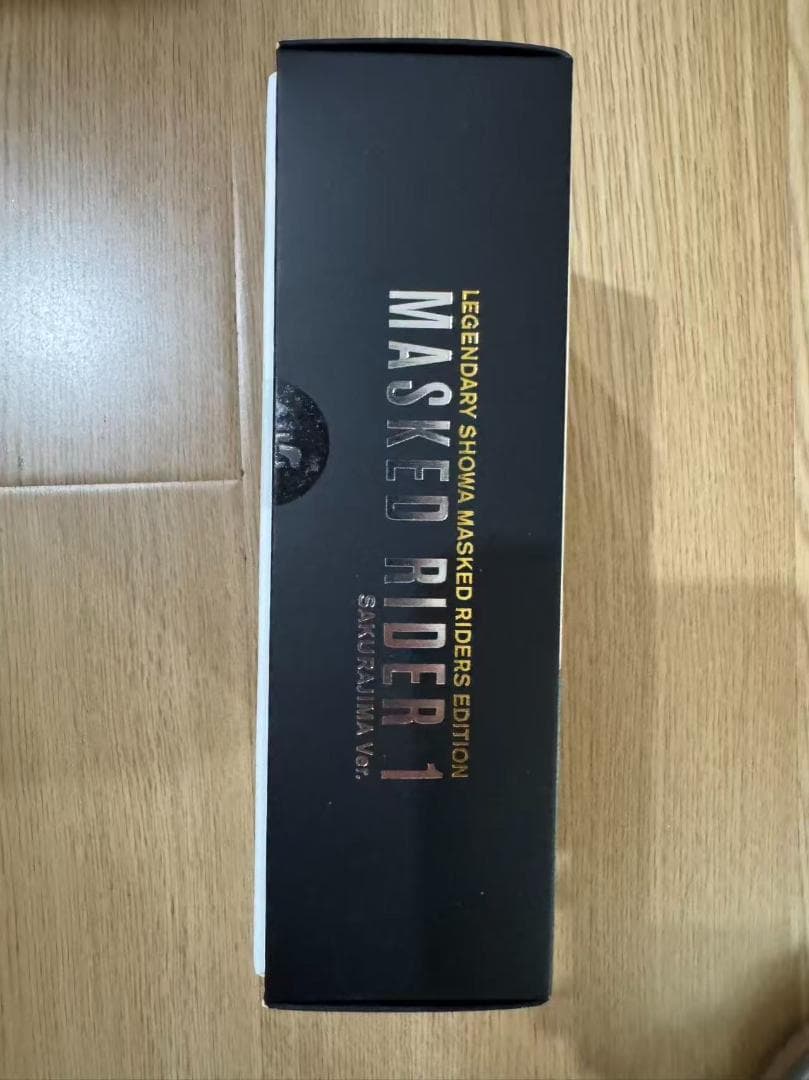 LEGENDARY SHOWA MASKED RIDERS EDITION
MASKED RIDER 1
SAKURAJIMA Ver.